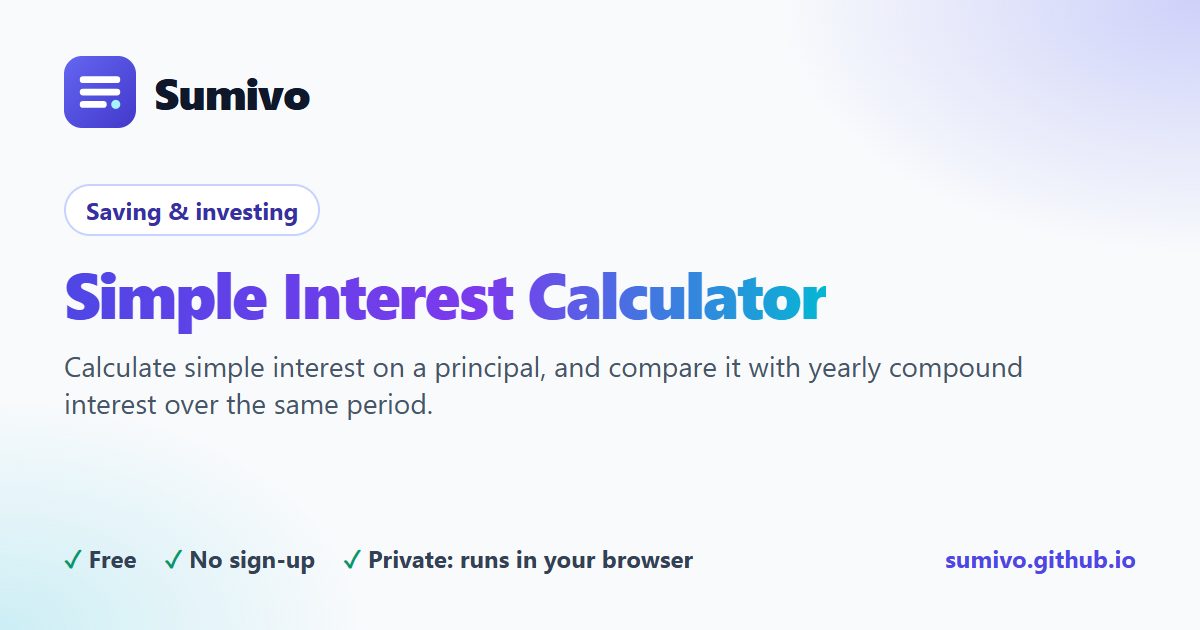 Sumivo
Saving & investing
Simple Interest Calculator
Calculate simple interest on a principal, and compare it with yearly compound
interest over the same period.
✓ Free ✓ No sign-up ✓ Private: runs in your browser sumivo.github.io